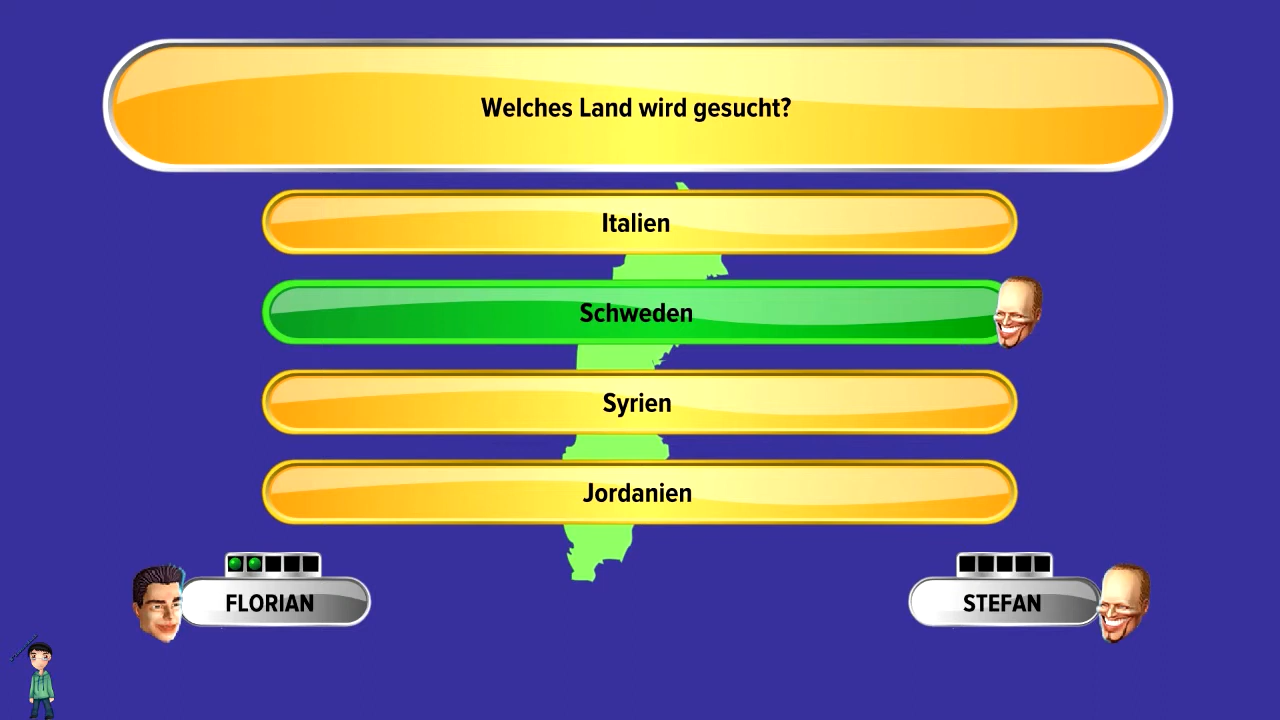 Welches Land wird gesucht?
Italien
Schweden
Syrien
Jordanien
FLORIAN
STEFAN